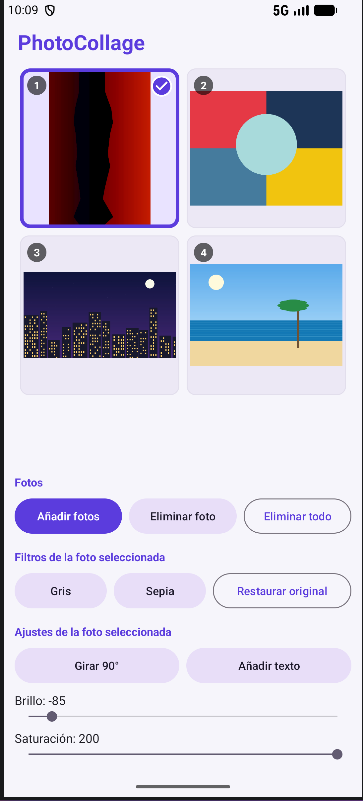 10:09 5G
PhotoCollage
1
2
3
4
Fotos
Añadir fotos Eliminar foto Eliminar todo
Filtros de la foto seleccionada
Gris Sepia Restaurar original
Ajustes de la foto seleccionada
Girar 90° Añadir texto
Brillo: -85
Saturación: 200